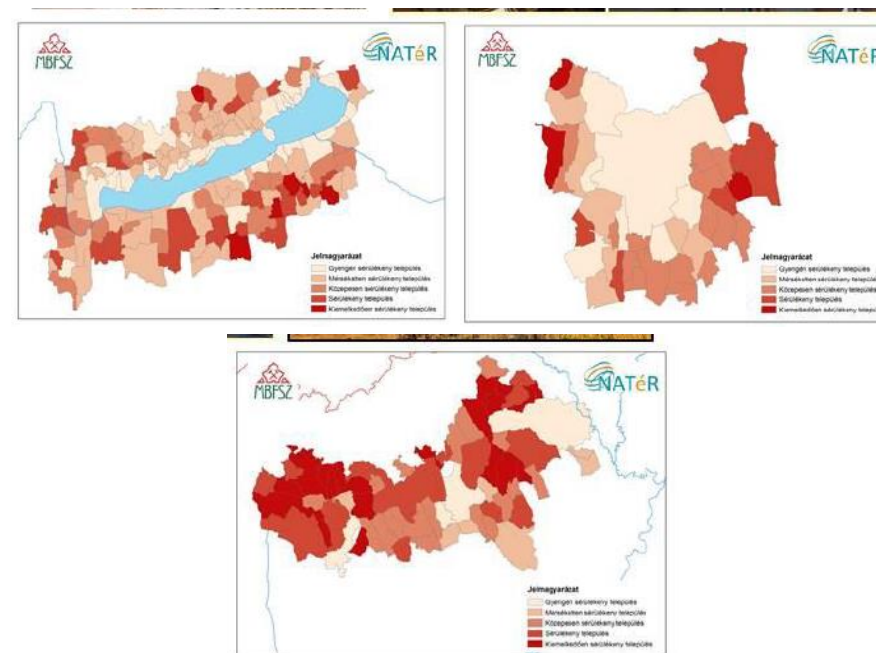 MBFSZ
NATéR
Jelmagyarázat
Gyengén sérülékeny település
Mérsékelten sérülékeny település
Közepesen sérülékeny település
Sérülékeny település
Kiemelkedően sérülékeny település
MBFSZ
NATéR
Jelmagyarázat
Gyengén sérülékeny település
Mérsékelten sérülékeny települé
Közepesen sérülékeny település
Sérülékeny település
Kiemelkedően sérülékeny települé
MBFSZ
NATéR
Jelmagyarázat
Gyengén sérülékeny település
Mérsékelten sérülékeny település
Közepesen sérülékeny település
Sérülékeny település
Kiemelkedően sérülékeny település